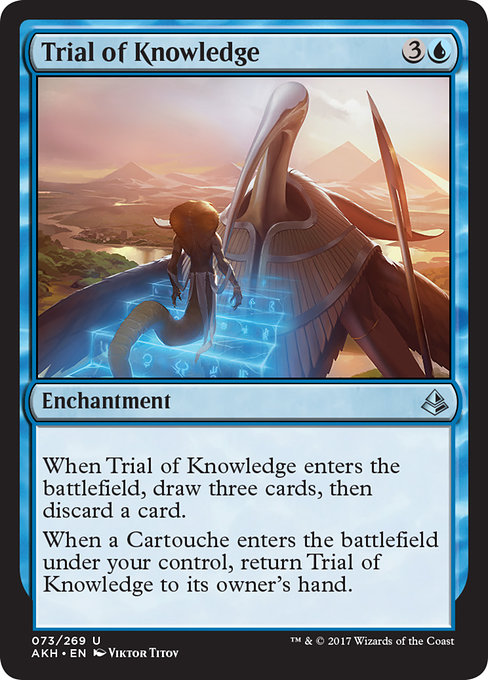 Trial of Knowledge 3
Enchantment
When Trial of Knowledge enters the
battlefield, draw three cards, then
discard a card.
When a Cartouche enters the battlefield
under your control, return Trial of
Knowledge to its owner's hand.
073/269 U
AKH • EN Viktor Titov
™ & © 2017 Wizards of the Coast